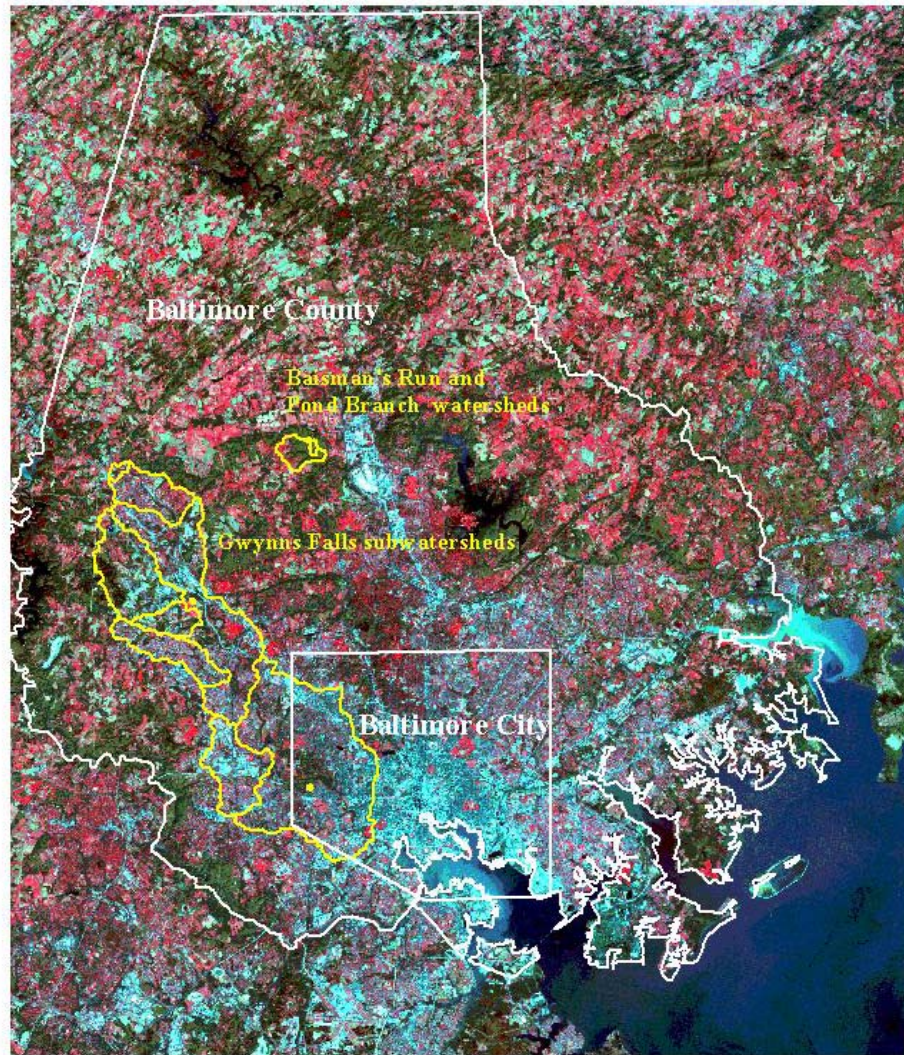 Baltimore County
Baisman's Run and
Pond Branch watersheds
Gwynns Falls subwatersheds
Baltimore City